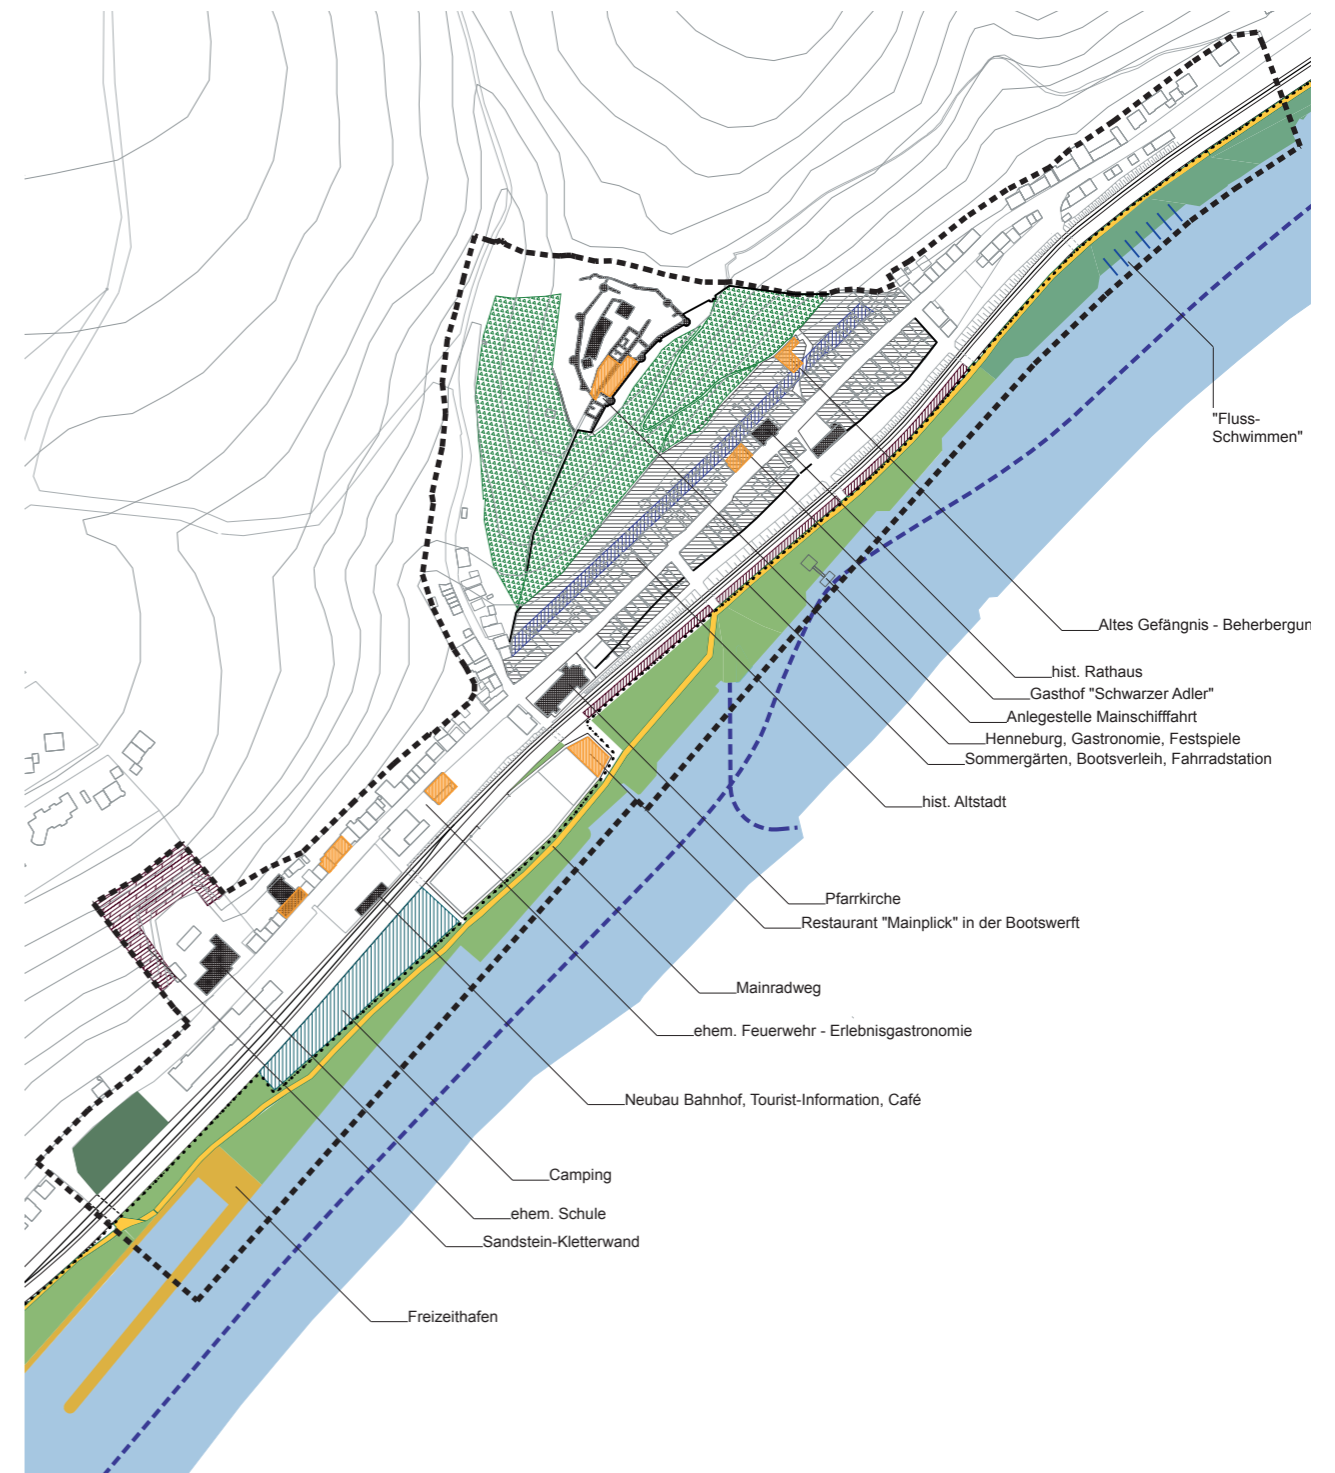 "Fluss-
Schwimmen"
Altes Gefängnis - Beherbergun
hist. Rathaus
Gasthof "Schwarzer Adler"
Anlegestelle Mainschifffahrt
Henneburg, Gastronomie, Festspiele
Sommergärten, Bootsverleih, Fahrradstation
hist. Altstadt
Pfarrkirche
Restaurant "Mainplick" in der Bootswerft
Mainradweg
ehem. Feuerwehr - Erlebnisgastronomie
Neubau Bahnhof, Tourist-Information, Café
Camping
ehem. Schule
Sandstein-Kletterwand
Freizeithafen